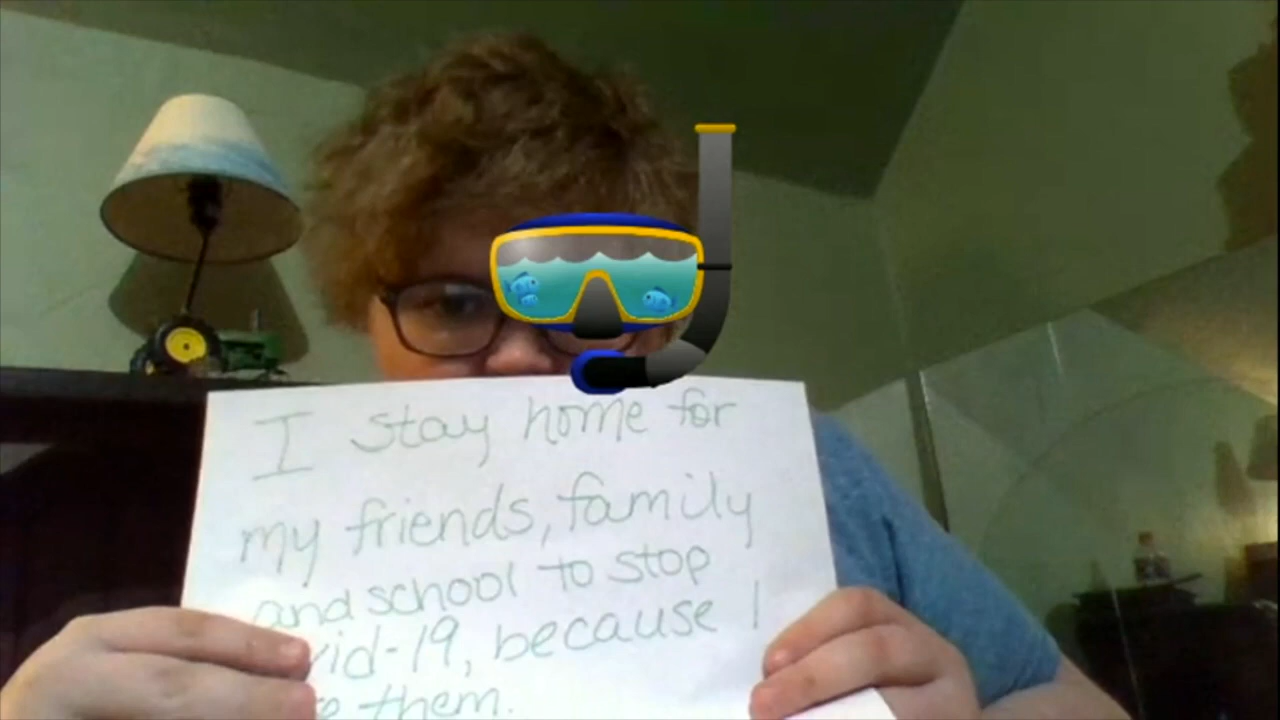 I stay home for
my friends, family
and school to stop
vid-19, because I
them.